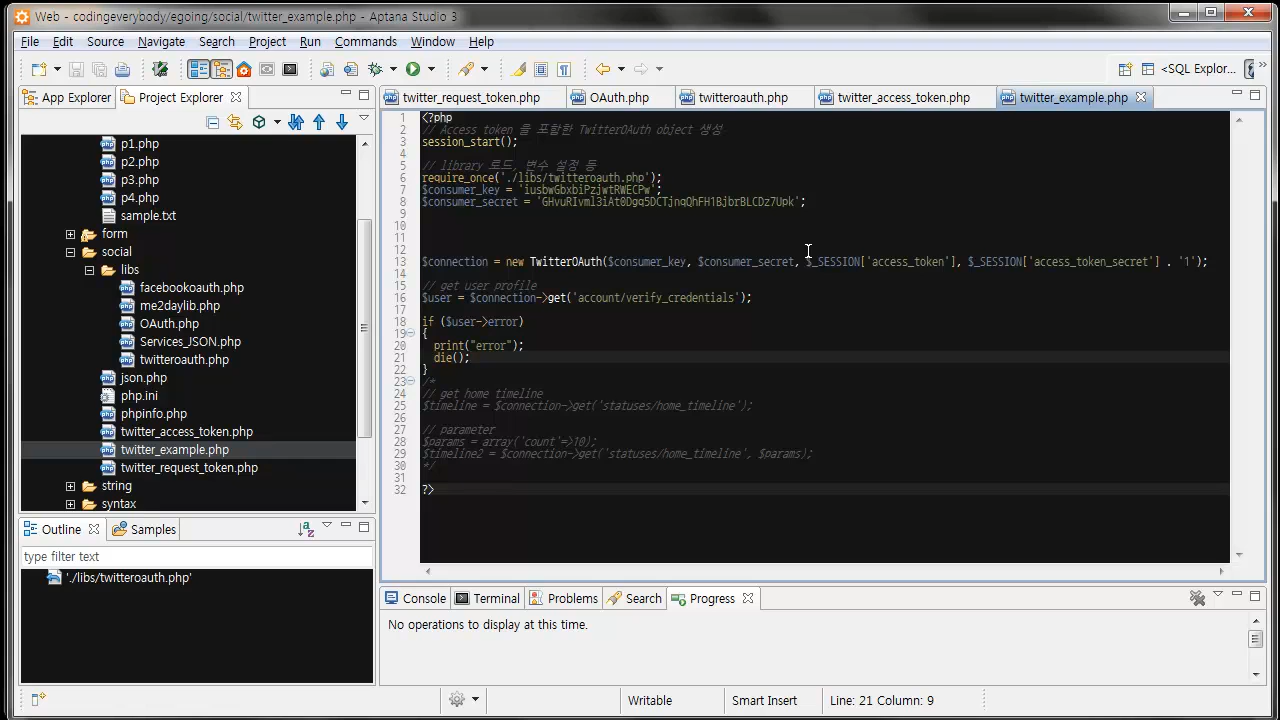 Web - codingeverybody/egoing/social/twitter_example.php - Aptana Studio 3
File Edit Source Navigate Search Project Run Commands Window Help
<SQL Explor...
App Explorer Project Explorer
twitter_request_token.php OAuth.php twitteroauth.php twitter_access_token.php twitter_example.php
p1.php
p2.php
p3.php
p4.php
sample.txt
form
social
libs
facebookoauth.php
me2daylib.php
OAuth.php
Services_JSON.php
twitteroauth.php
json.php
php.ini
phpinfo.php
twitter_access_token.php
twitter_example.php
twitter_request_token.php
string
syntax
1 <?php
2 // Access token 을 포함한 TwitterOAuth object 생성
3 session_start();
4
5 // library 로드, 변수 설정 등
6 require_once('./libs/twitteroauth.php');
7 $consumer_key = 'iusbwGbxbiPzjwtRWECPw';
8 $consumer_secret = 'GHvuRIvml3iAt0Dgq5DCTjnqQhFH1BjbrBLCDz7Upk';
9
10
11
12
13 $connection = new TwitterOAuth($consumer_key, $consumer_secret, $_SESSION['access_token'], $_SESSION['access_token_secret'] . '1');
14
15 // get user profile
16 $user = $connection->get('account/verify_credentials');
17
18 if ($user->error)
19 {
20 print("error");
21 die();
22 }
23 /*
24 // get home timeline
25 $timeline = $connection->get('statuses/home_timeline');
26
27 // parameter
28 $params = array('count'=>10);
29 $timeline2 = $connection->get('statuses/home_timeline', $params);
30 */
31
32 ?>
Outline Samples
type filter text
'./libs/twitteroauth.php'
Console Terminal Problems Search Progress
No operations to display at this time.
Writable Smart Insert Line: 21 Column: 9